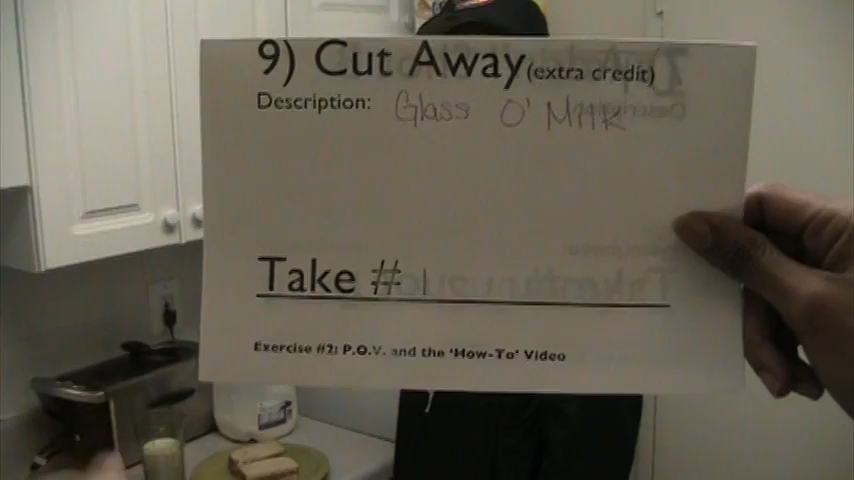 9) Cut Away (extra credit)
Description: Glass O' Milk
Take # 1
Exercise #2: P.O.V. and the 'How-To' Video